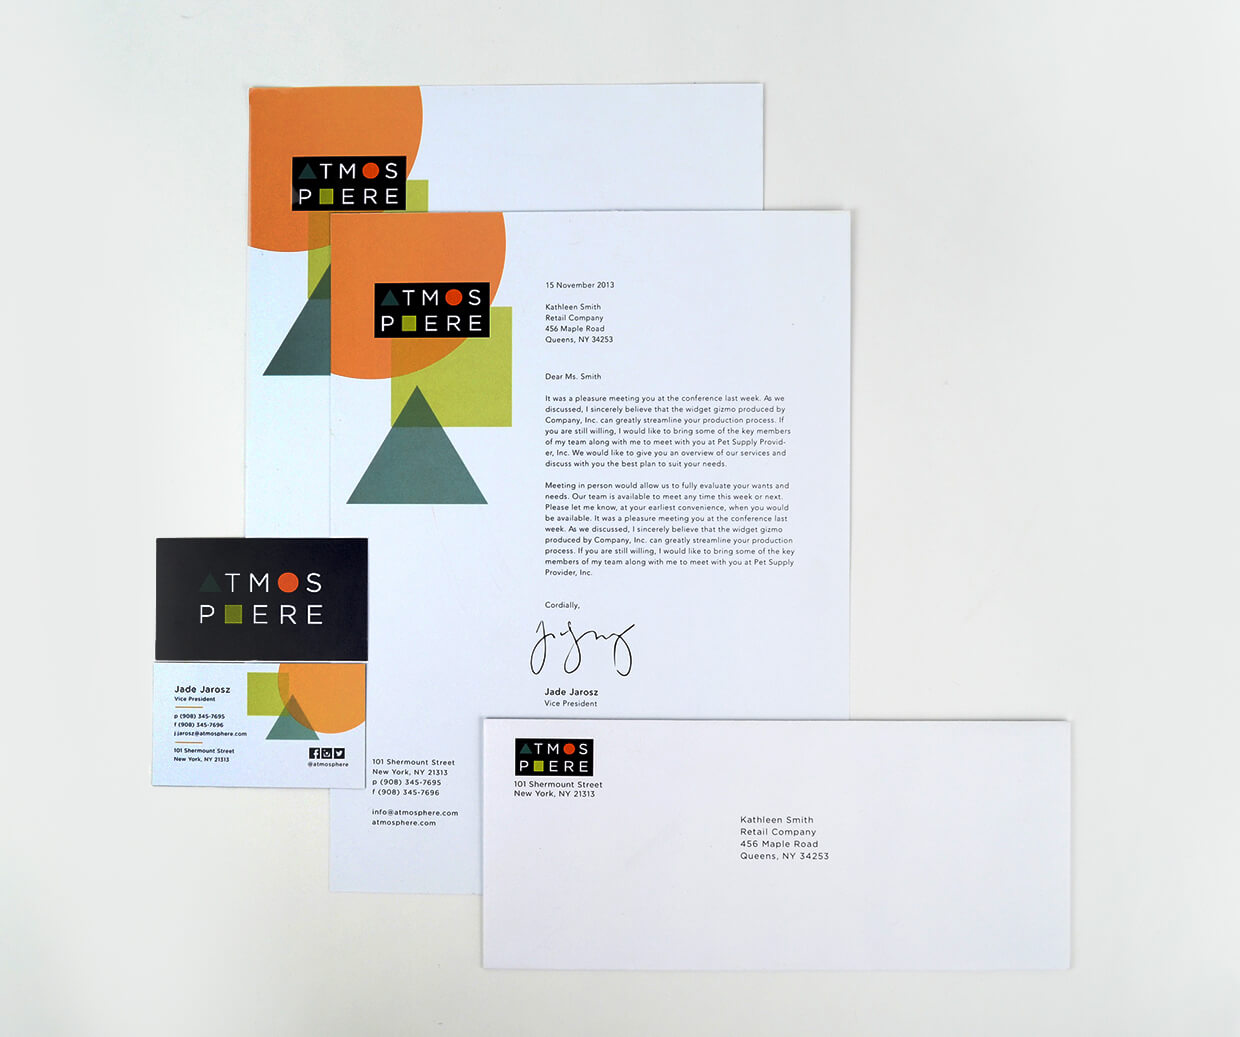 ATMOS
PHERE
ATMOS
PHERE
15 November 2013
Kathleen Smith
Retail Company
456 Maple Road
Queens, NY 34253
Dear Ms. Smith
It was a pleasure meeting you at the conference last week. As we
discussed, I sincerely believe that the widget gizmo produced by
Company, Inc. can greatly streamline your production process. If
you are still willing, I would like to bring some of the key members
of my team along with me to meet with you at Pet Supply Provid-
er, Inc. We would like to give you an overview of our services and
discuss with you the best plan to suit your needs.
Meeting in person would allow us to fully evaluate your wants and
needs. Our team is available to meet any time this week or next.
Please let me know, at your earliest convenience, when you would
be available. It was a pleasure meeting you at the conference last
week. As we discussed, I sincerely believe that the widget gizmo
produced by Company, Inc. can greatly streamline your production
process. If you are still willing, I would like to bring some of the key
members of my team along with me to meet with you at Pet Supply
Provider, Inc.
Cordially,
Jade Jarosz
Vice President
101 Shermount Street
New York, NY 21313
p (908) 345-7695
f (908) 345-7696
info@atmosphere.com
atmosphere.com
ATMOS
PHERE
Jade Jarosz
Vice President
p (908) 345-7695
f (908) 345-7696
j.jarosz@atmosphere.com
101 Shermount Street
New York, NY 21313
@atmosphere
ATMOS
PHERE
101 Shermount Street
New York, NY 21313
Kathleen Smith
Retail Company
456 Maple Road
Queens, NY 34253